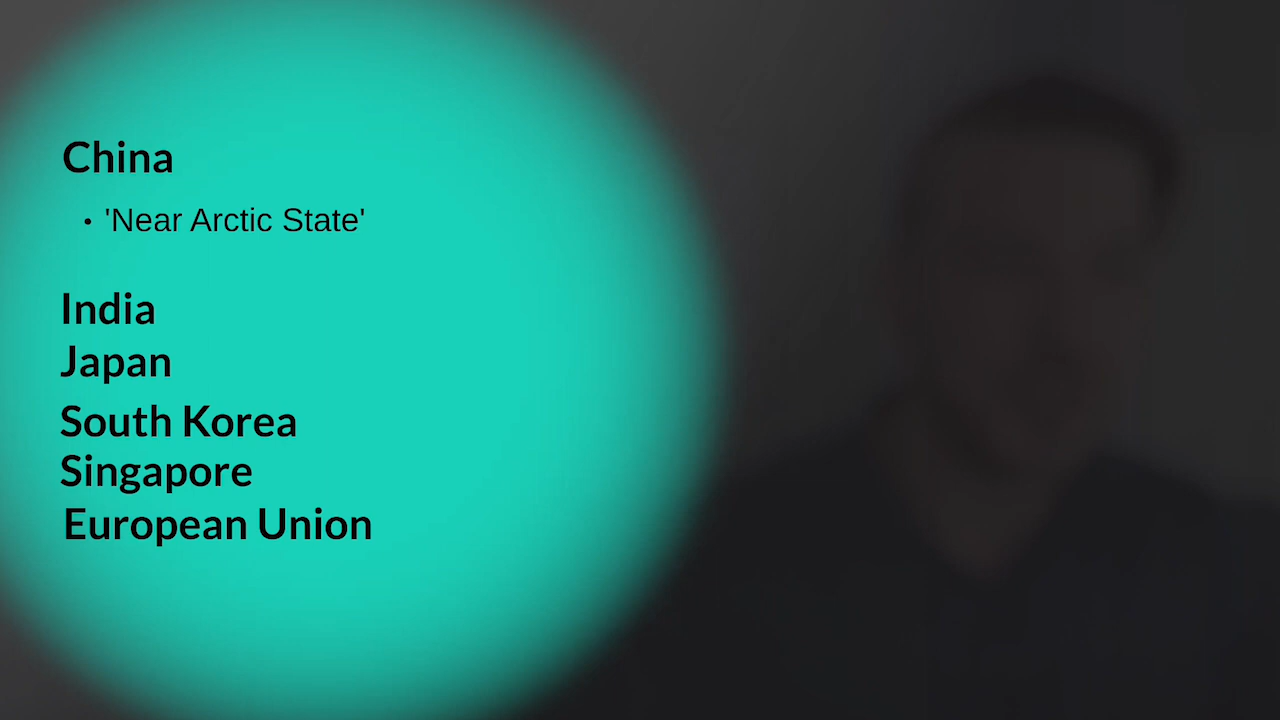 China
• 'Near Arctic State'
India
Japan
South Korea
Singapore
European Union